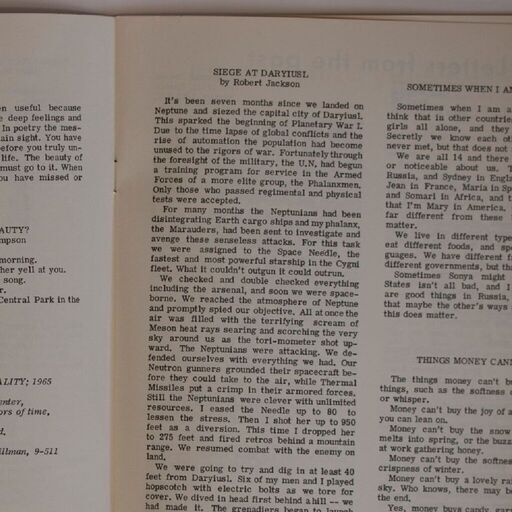 en useful because
e deep feelings and
In poetry the mes-
ain sight. You have
before you truly un-
life. The beauty of
must go to it. When
ou have missed or
AUTY?
mpson
morning.
her yell at you.
song.
r.
Central Park in the
ALITY; 1965
enter,
ors of time,
d.
illman, 9-511
SIEGE AT DARYIUSL
by Robert Jackson
It's been seven months since we landed on
Neptune and siezed the capital city of Daryiusl.
This sparked the beginning of Planetary War I.
Due to the time lapse of global conflicts and the
rise of automation the population had become
unused to the rigors of war. Fortunately through
the foresight of the military, the U.N, had begun
a training program for service in the Armed
Forces of a more elite group, the Phalanxmen.
Only those who passed regimental and physical
tests were accepted.
For many months the Neptunians had been
disintegrating Earth cargo ships and my phalanx,
the Marauders, had been sent to investigate and
avenge these senseless attacks. For this task
we were assigned to the Space Needle, the
fastest and most powerful starship in the Cygni
fleet. What it couldn't outgun it could outrun.
We checked and double checked everything
including the arsenal, and soon we were space-
borne. We reached the atmosphere of Neptune
and promptly spied our objective. All at once the
air was filled with the terrifying scream of
Meson heat rays searing and scorching the very
sky around us as the tori-mometer shot up-
ward. The Neptunians were attacking. We de-
fended ourselves with everything we had. Our
Neutron gunners grounded their spacecraft be-
fore they could take to the air, while Thermal
Missiles put a crimp in their armored forces.
Still the Neptunians were clever with unlimited
resources. I eased the Needle up to 80 to
lessen the stress. Then I shot her up to 950
feet as a diversion. This time I dropped her
to 275 feet and fired retros behind a mountain
range. We resumed combat with the enemy on
land.
We were going to try and dig in at least 40
feet from Daryiusl. Six of my men and I played
hopscotch with electric bolts as we tore for
cover. We dived in head first behind a hill -- we
had made it. The grenadiers began to launch
SOMETIMES WHEN I AM
Sometimes when I am a
think that in other countries
girls all alone, and they
Secretly we know each oth
never met, but that does not
We are all 14 and there
or noticeable about us. T
Russia, and Sydney in Engla
Jean in France, Maria in Sp
and Somari in Africa, and t
that I'm Mary in America,
far different from these
matter.
We live in different type
eat different foods, and spe
guages. We have different f
different governments, but th
Sometimes Sonya might
States isn't all bad, and I
are good things in Russia,
that maybe the other's ways
this does matter.
THINGS MONEY CAN
The things money can't bu
things, such as the softness o
or whisper.
Money can't buy the joy of a
you can lean on.
Money can't buy the snow
melts into spring, or the buzz
at work gathering honey.
Money can't buy the softnes
crispness of winter.
Money can't buy a lovely rai
sky. Who knows, there may be
the end.
Yes, money buys candy, gam